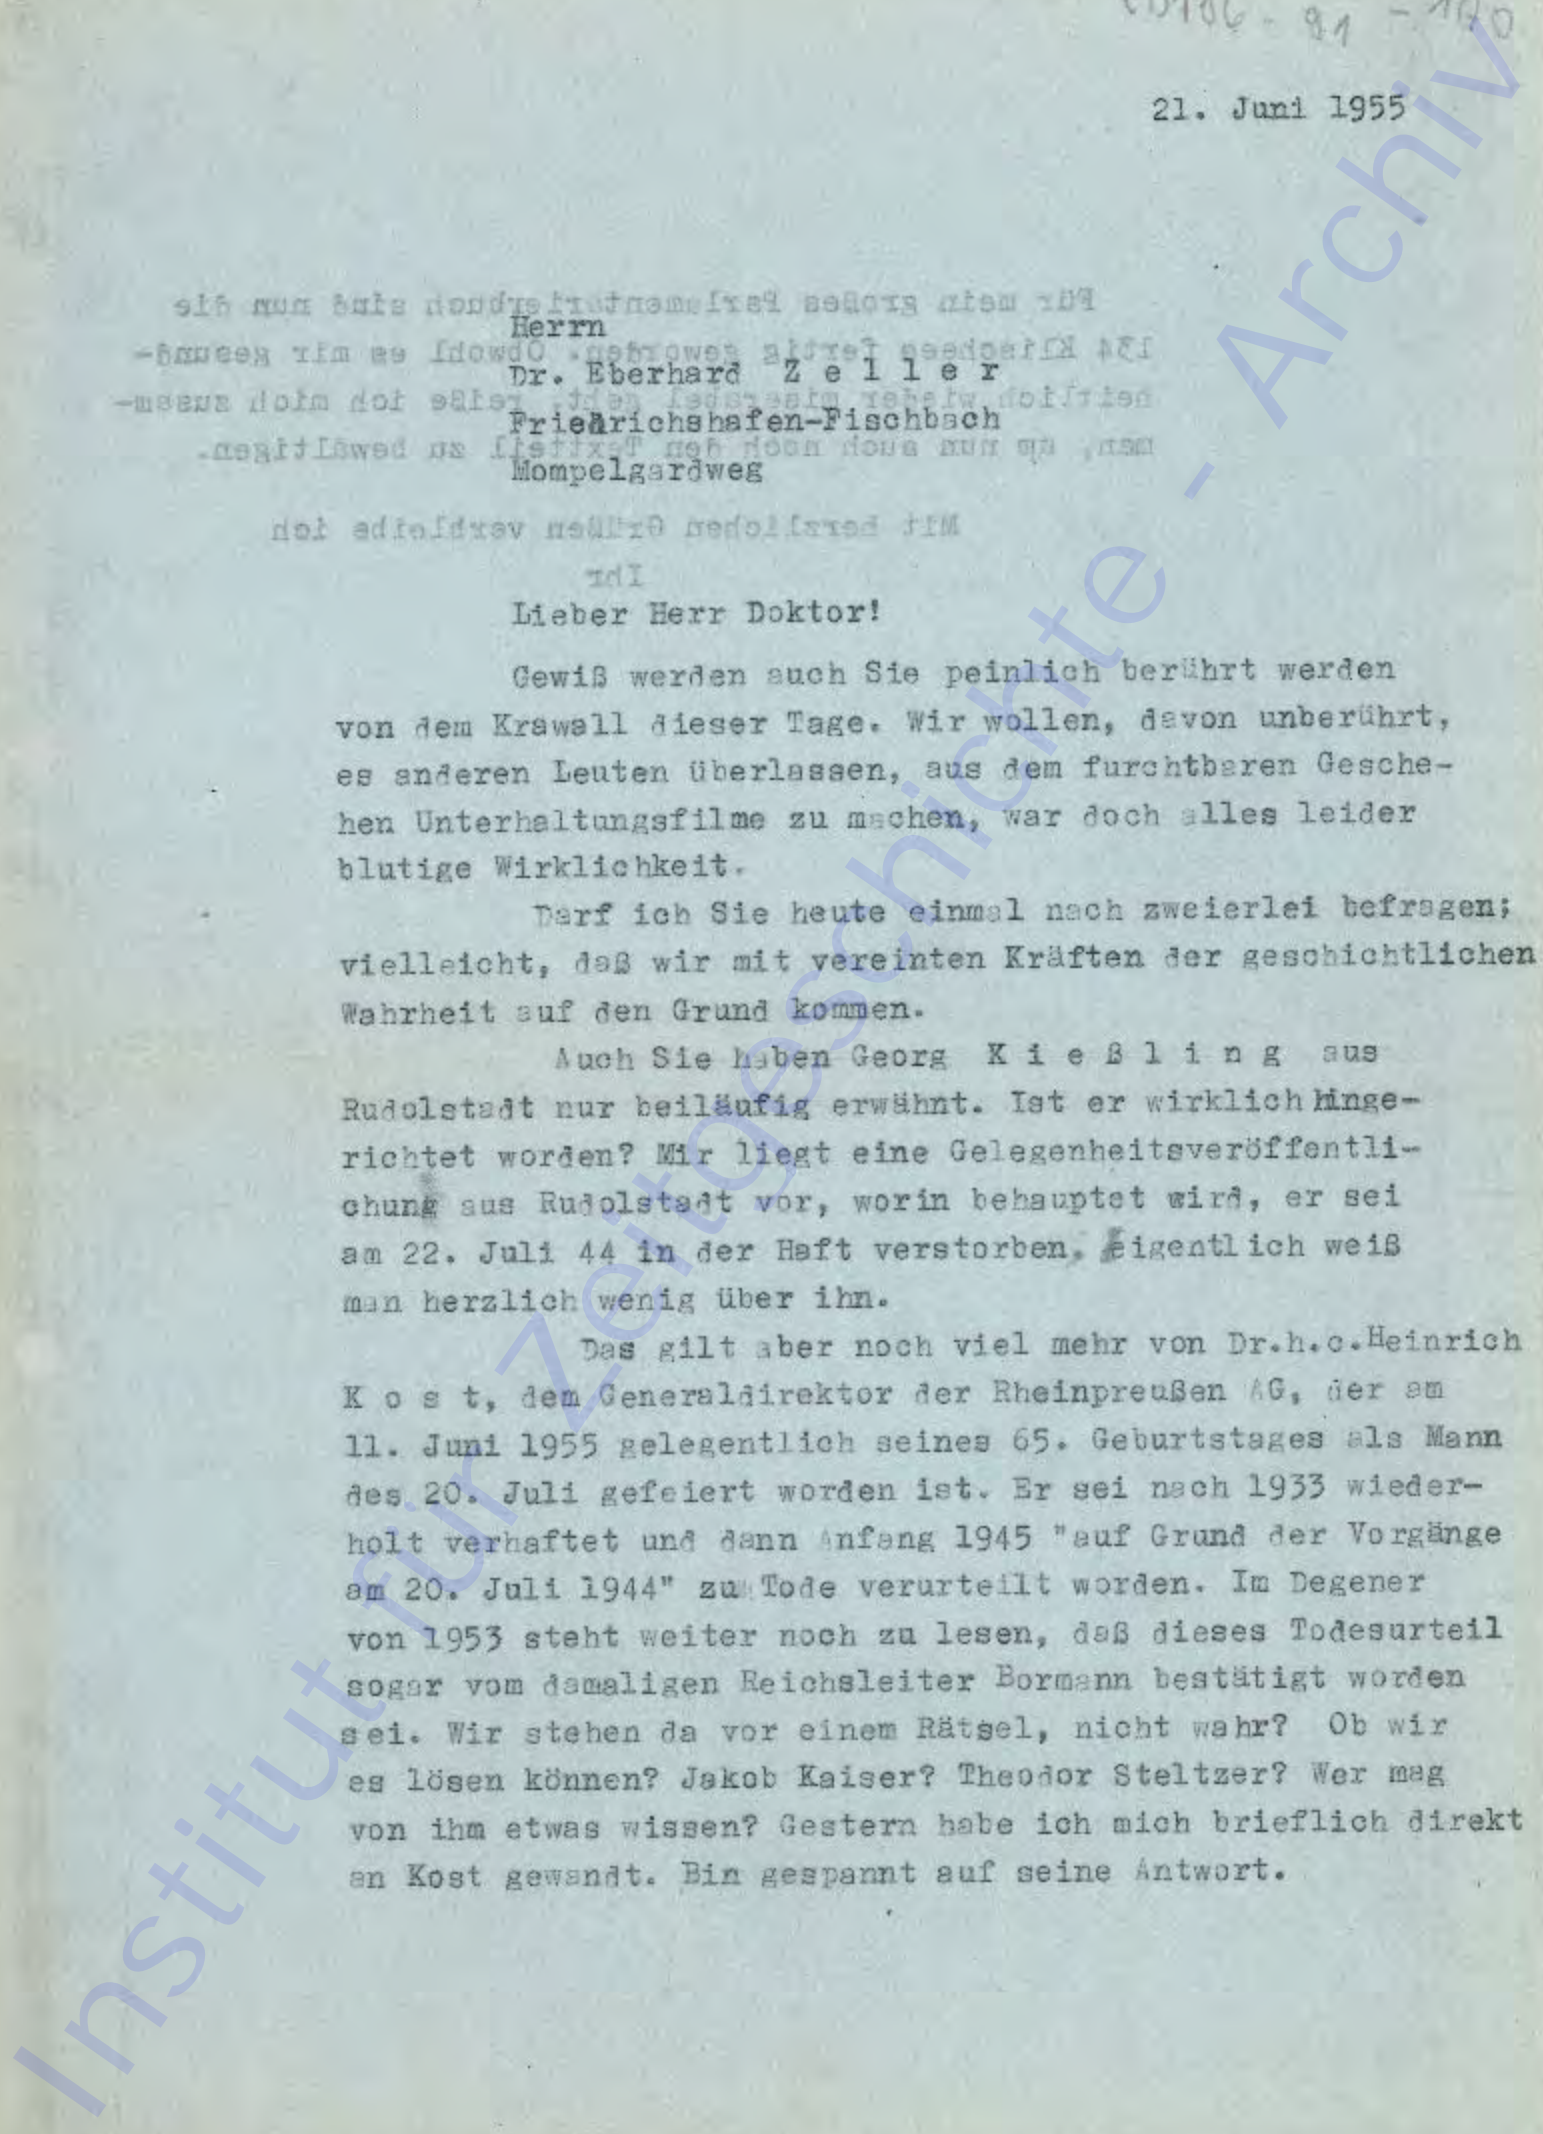 21. Juni 1955
Herrn
Dr. Eberhard Z e l l e r
Friedrichshafen-Fischbach
Mompelgardweg
Lieber Herr Doktor!
Gewiß werden auch Sie peinlich berührt werden
von dem Krawall dieser Tage. Wir wollen, davon unberührt,
es anderen Leuten überlassen, aus dem furchtbaren Gesche-
hen Unterhaltungsfilme zu machen, war doch alles leider
blutige Wirklichkeit.
Darf ich Sie heute einmal nach zweierlei befragen;
vielleicht, daß wir mit vereinten Kräften der geschichtlichen
Wahrheit auf den Grund kommen.
Auch Sie haben Georg K i e ß l i n g aus
Rudolstadt nur beiläufig erwähnt. Ist er wirklich hinge-
richtet worden? Mir liegt eine Gelegenheitsveröffentli-
chung aus Rudolstadt vor, worin behauptet wird, er sei
am 22. Juli 44 in der Haft verstorben. Eigentlich weiß
man herzlich wenig über ihn.
Das gilt aber noch viel mehr von Dr.h.c.Heinrich
K o s t, dem Generaldirektor der Rheinpreußen AG, der am
11. Juni 1955 gelegentlich seines 65. Geburtstages als Mann
des 20. Juli gefeiert worden ist. Er sei nach 1933 wieder-
holt verhaftet und dann Anfang 1945 "auf Grund der Vorgänge
am 20. Juli 1944" zu Tode verurteilt worden. Im Degener
von 1953 steht weiter noch zu lesen, daß dieses Todesurteil
sogar vom damaligen Reichsleiter Bormann bestätigt worden
sei. Wir stehen da vor einem Rätsel, nicht wahr? Ob wir
es lösen können? Jakob Kaiser? Theodor Steltzer? Wer mag
von ihm etwas wissen? Gestern habe ich mich brieflich direkt
an Kost gewandt. Bin gespannt auf seine Antwort.
Institut für Zeitgeschichte - Archiv